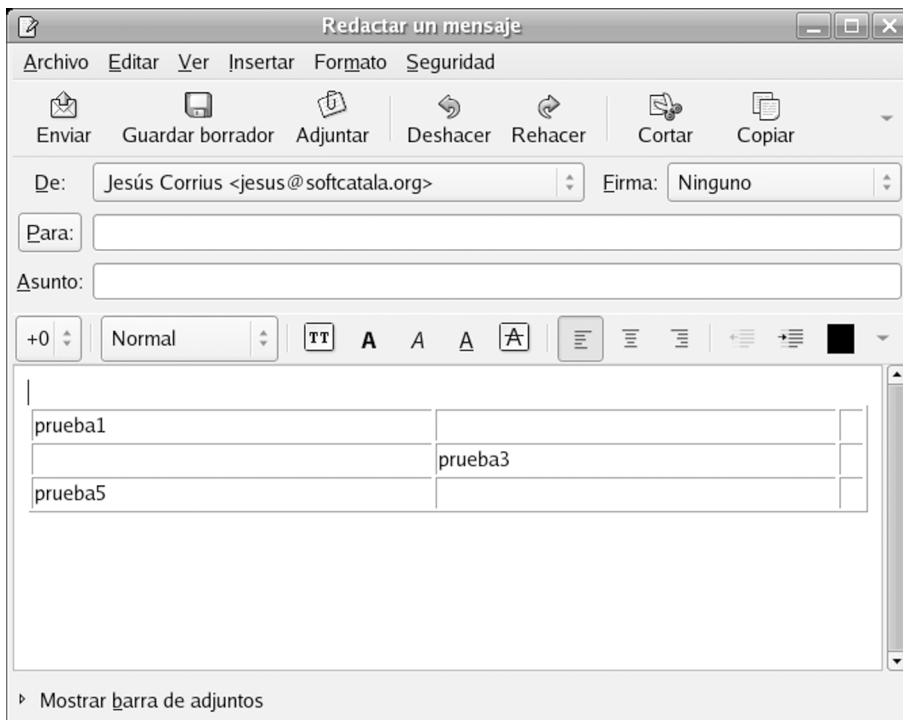 Redactar un mensaje
Archivo Editar Ver Insertar Formato Seguridad
Enviar Guardar borrador Adjuntar Deshacer Rehacer Cortar Copiar
De: Jesús Corrius <jesus@softcatala.org> Firma: Ninguno
Para:
Asunto:
+0 Normal TT A A A A
prueba1
prueba3
prueba5
Mostrar barra de adjuntos